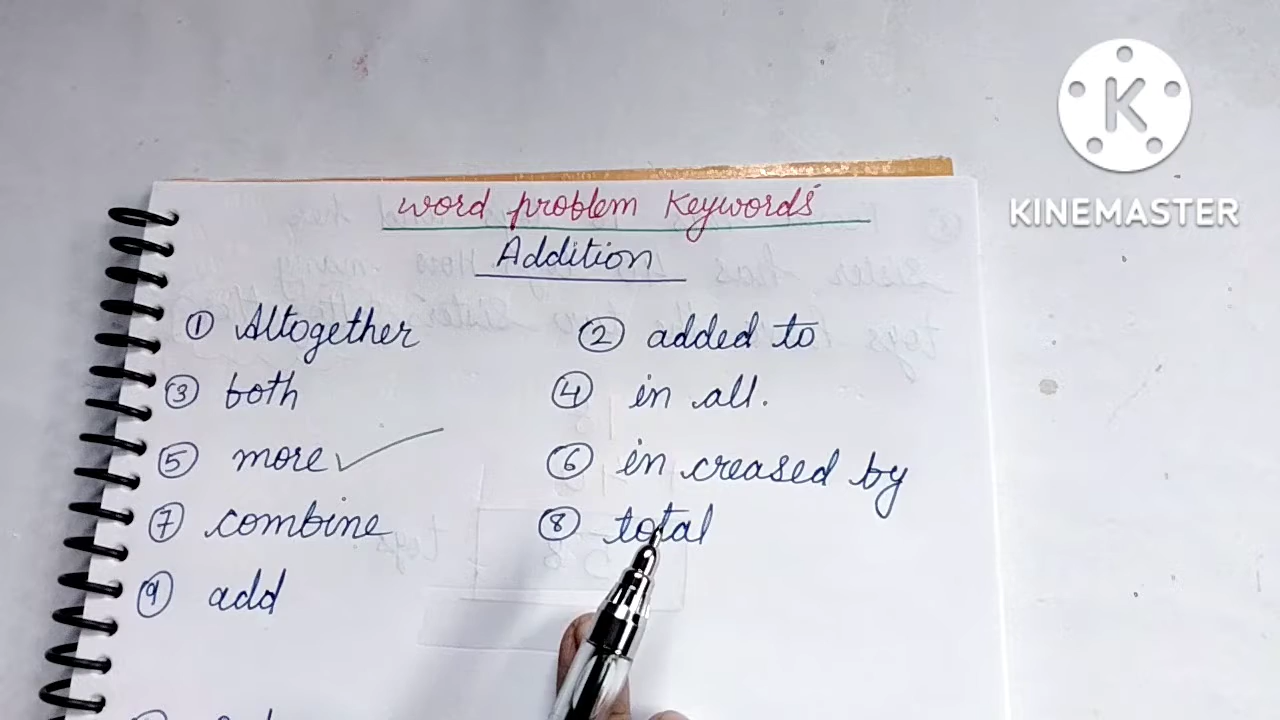 word problem Keywords
Addition
① Altogether ② added to
③ both ④ in all.
⑤ more ✓ ⑥ in creased by
⑦ combine ⑧ total
⑨ add
KINEMASTER